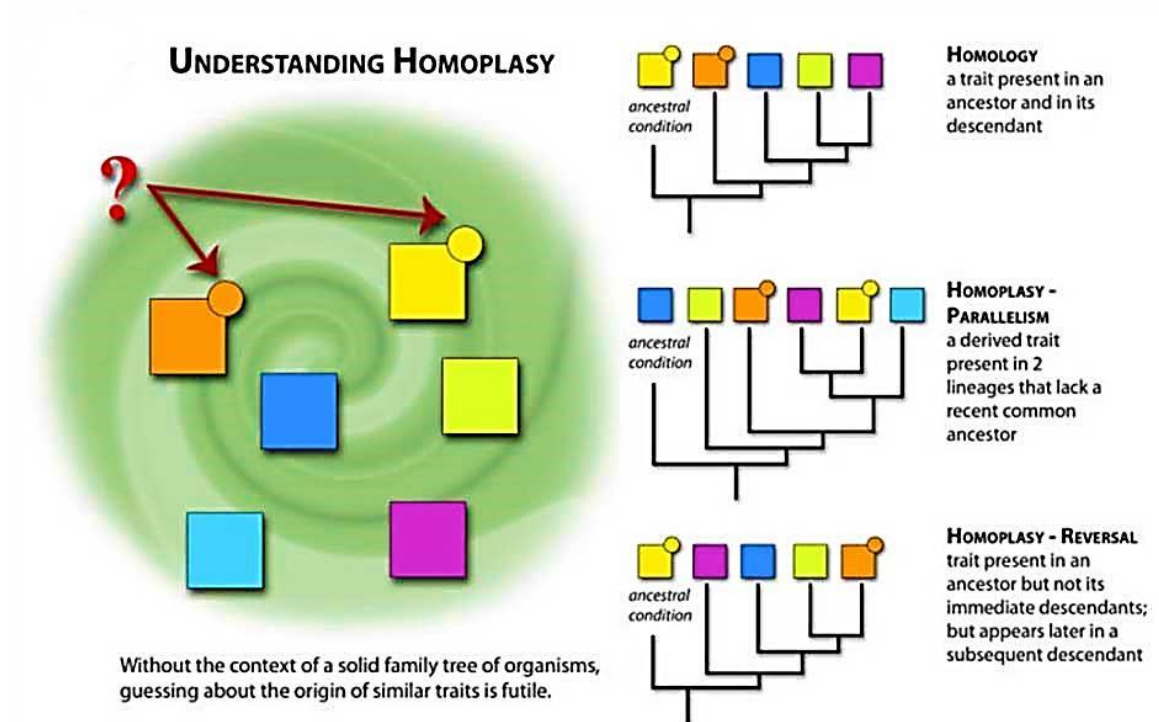 UNDERSTANDING HOMOPLASY
?
Without the context of a solid family tree of organisms,
guessing about the origin of similar traits is futile.
ancestral
condition
HOMOLOGY
a trait present in an
ancestor and in its
descendant
ancestral
condition
HOMOPLASY -
PARALLELISM
a derived trait
present in 2
lineages that lack a
recent common
ancestor
ancestral
condition
HOMOPLASY - REVERSAL
trait present in an
ancestor but not its
immediate descendants;
but appears later in a
subsequent descendant